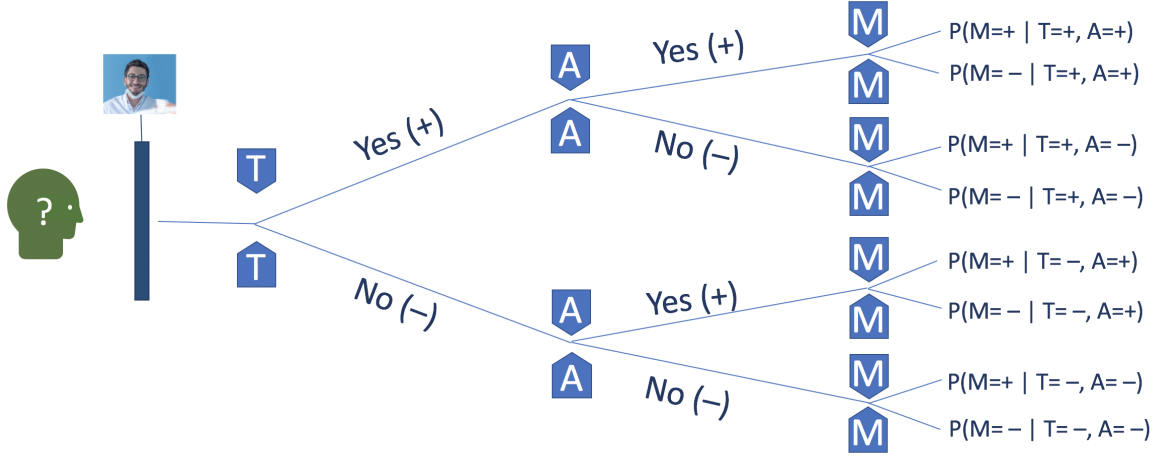 ?
T
T
Yes (+)
No (–)
A
A
Yes (+)
No (–)
A
A
Yes (+)
No (–)
M
M
P(M=+ | T=+, A=+)
P(M= – | T=+, A=+)
M
M
P(M=+ | T=+, A= –)
P(M= – | T=+, A= –)
M
M
P(M=+ | T= –, A=+)
P(M= – | T= –, A=+)
M
M
P(M=+ | T= –, A= –)
P(M= – | T= –, A= –)